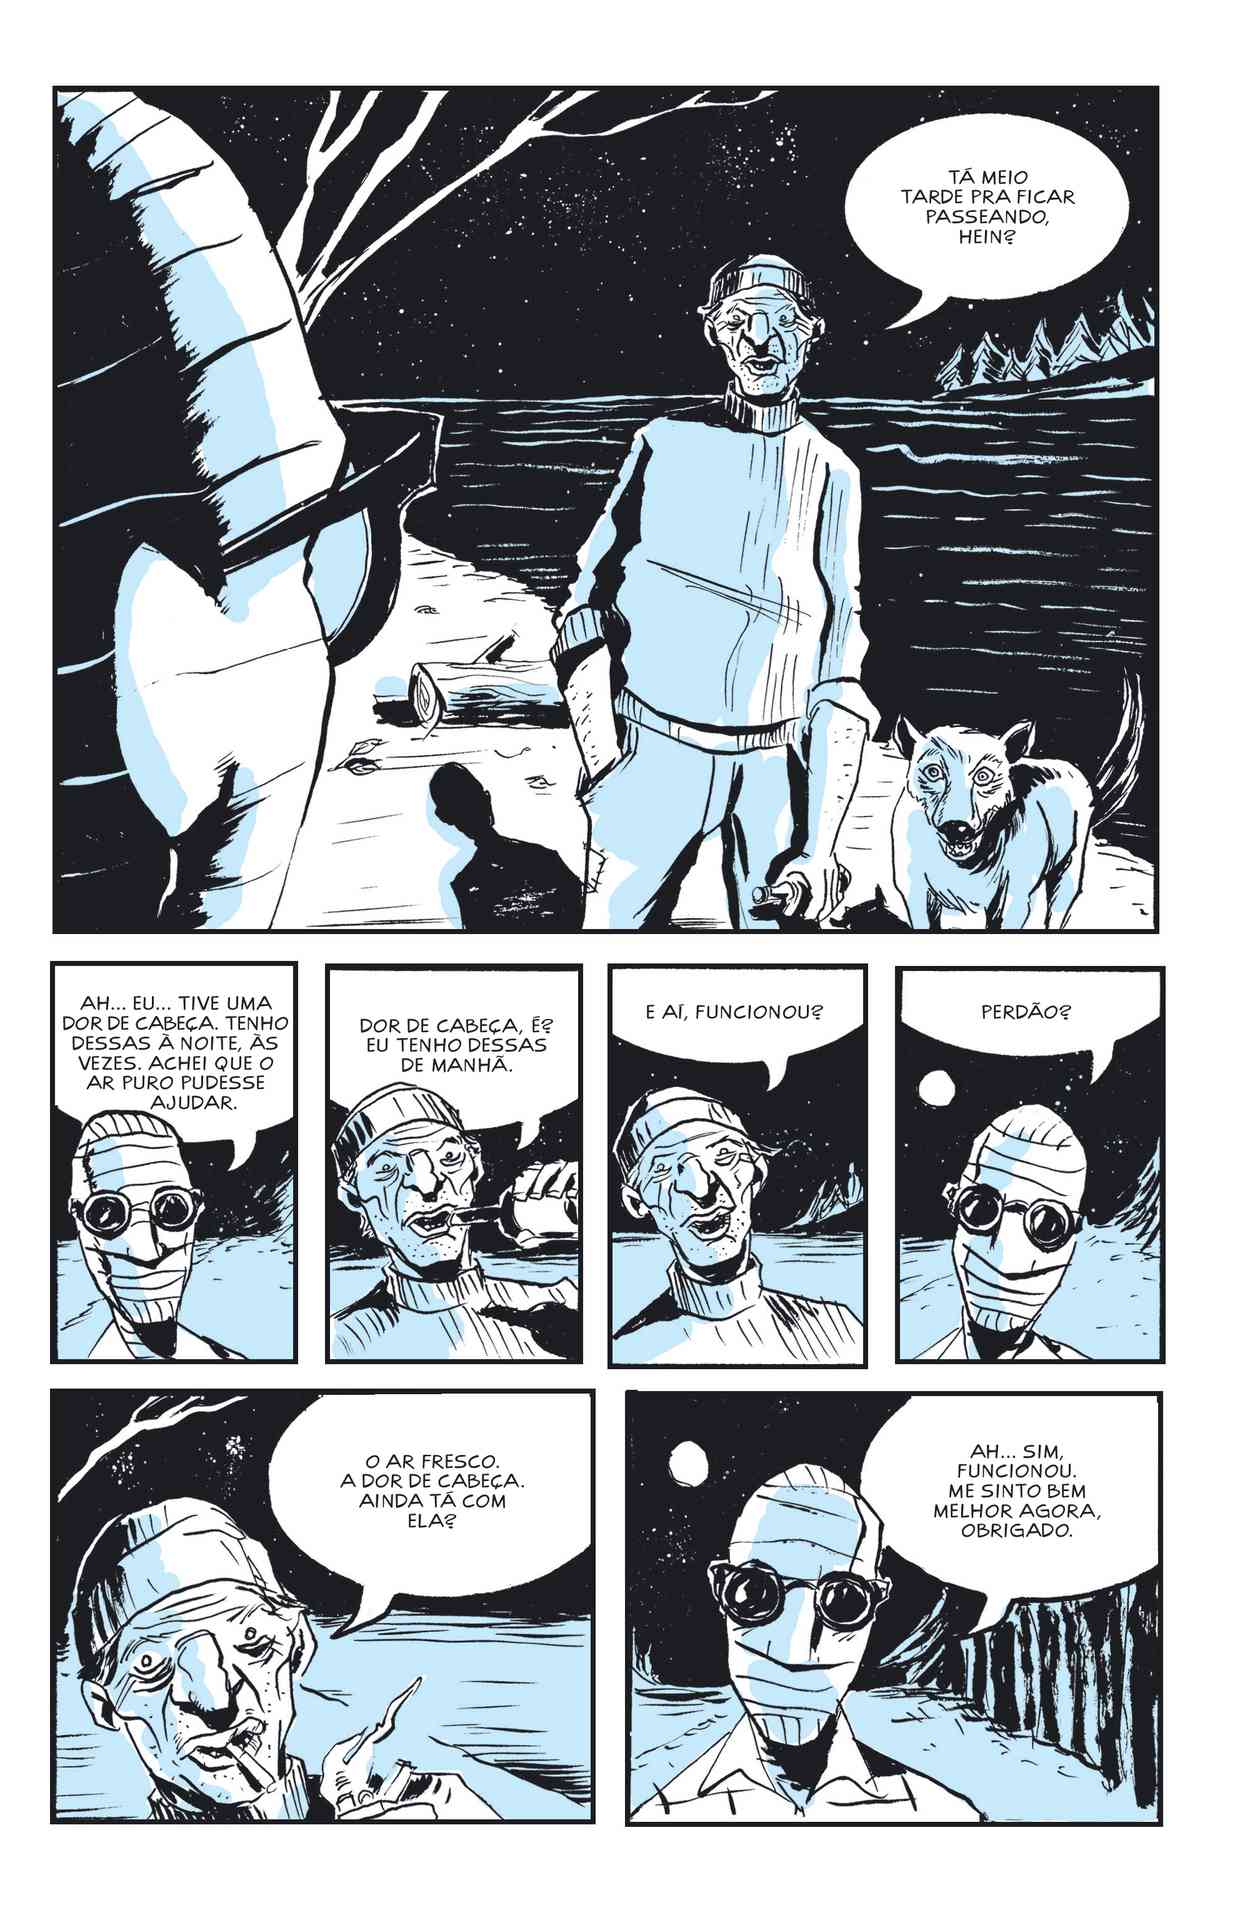 TÁ MEIO
TARDE PRA FICAR
PASSEANDO,
HEIN?
AH... EU... TIVE UMA
DOR DE CABEÇA. TENHO
DESSAS À NOITE, ÀS
VEZES. ACHEI QUE O
AR PURO PUDESSE
AJUDAR.
DOR DE CABEÇA, É?
EU TENHO DESSAS
DE MANHÃ.
E AÍ, FUNCIONOU?
PERDÃO?
O AR FRESCO.
A DOR DE CABEÇA.
AINDA TÁ COM
ELA?
AH... SIM,
FUNCIONOU.
ME SINTO BEM
MELHOR AGORA,
OBRIGADO.